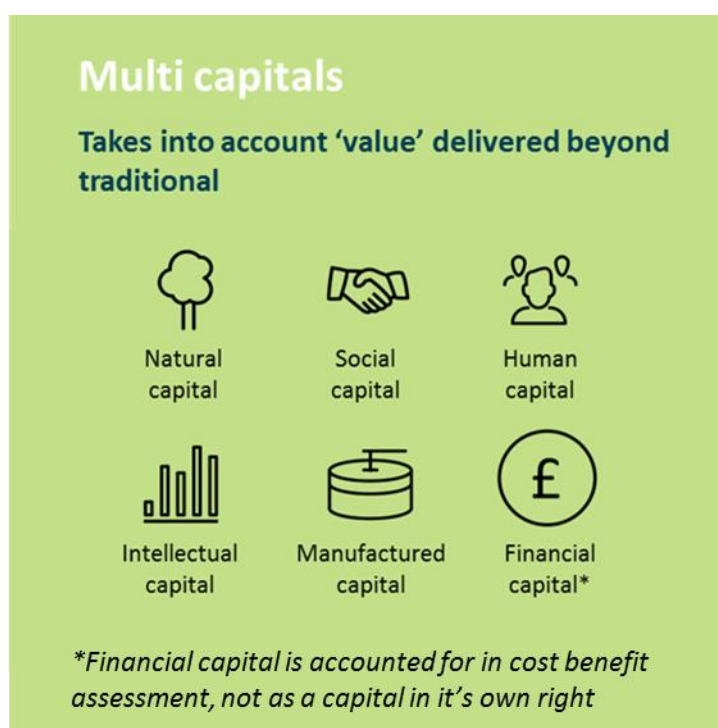 Multi capitals
Takes into account ‘value’ delivered beyond
traditional
Natural
capital
Social
capital
Human
capital
Intellectual
capital
Manufactured
capital
£
Financial
capital*
*Financial capital is accounted for in cost benefit
assessment, not as a capital in it's own right